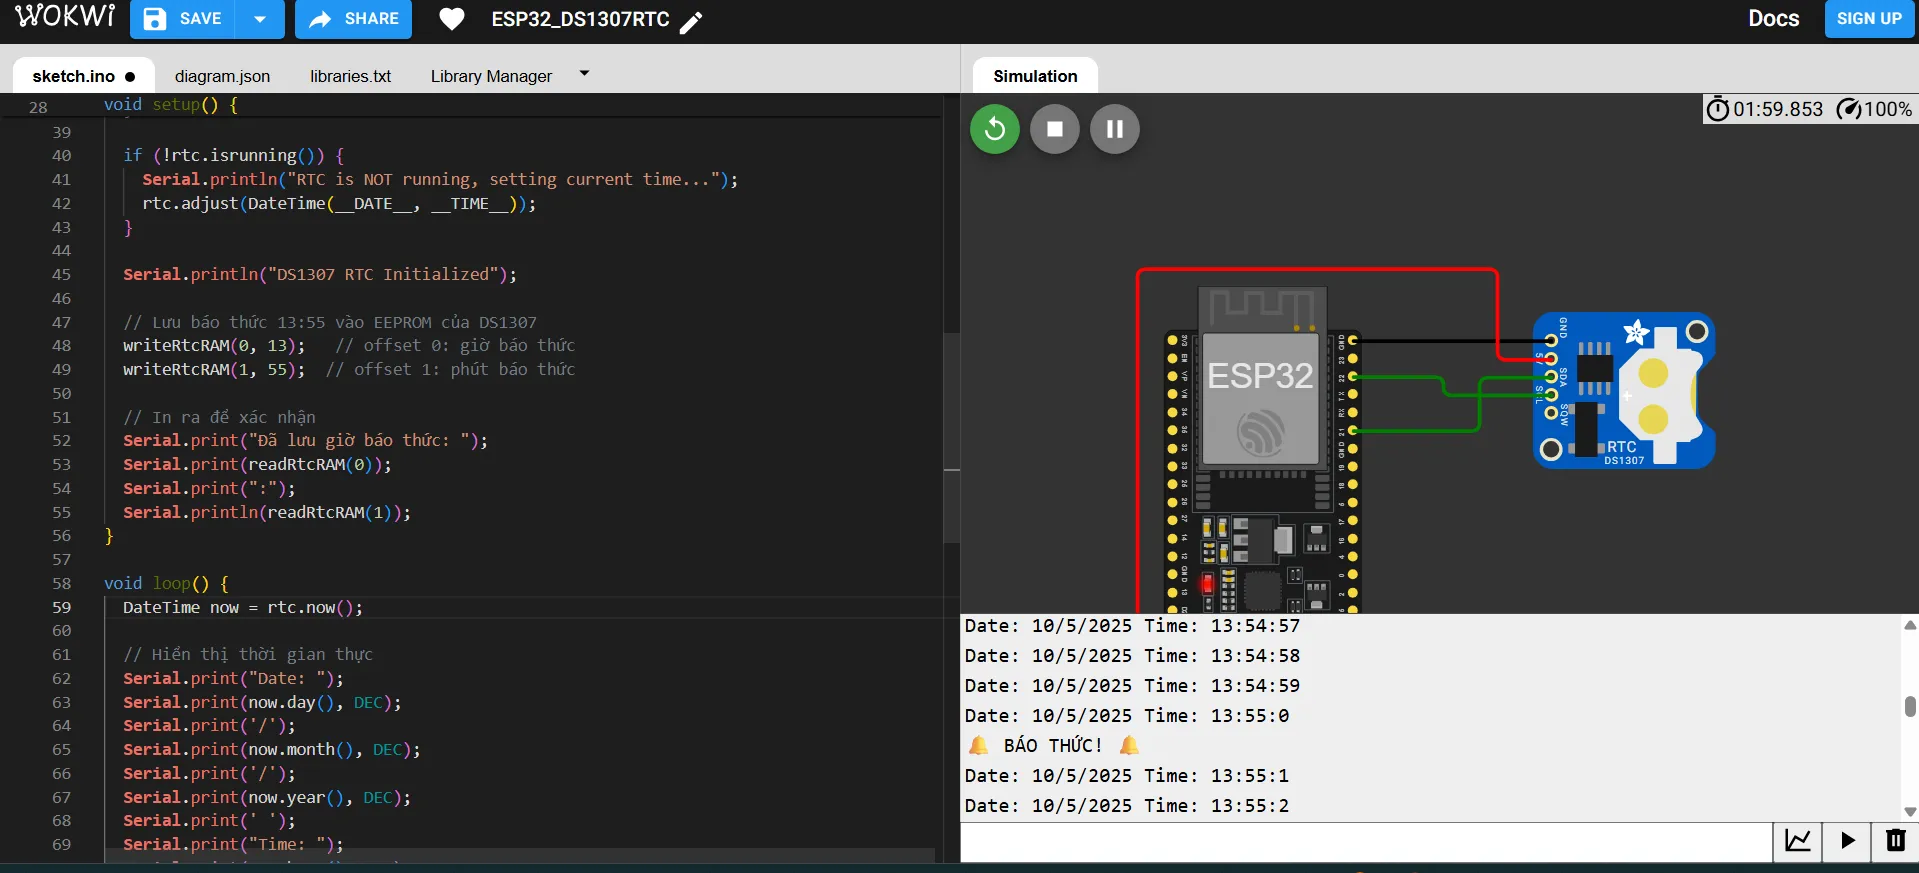 WOKWI
SAVE
SHARE
ESP32_DS1307RTC
Docs
SIGN UP
sketch.ino ●
diagram.json
libraries.txt
Library Manager
Simulation
28 void setup() {
39
40 if (!rtc.isrunning()) {
41 Serial.println("RTC is NOT running, setting current time...");
42 rtc.adjust(DateTime(__DATE__, __TIME__));
43 }
44
45 Serial.println("DS1307 RTC Initialized");
46
47 // Lưu báo thức 13:55 vào EEPROM của DS1307
48 writeRtcRAM(0, 13);   // offset 0: giờ báo thức
49 writeRtcRAM(1, 55);  // offset 1: phút báo thức
50
51 // In ra để xác nhận
52 Serial.print("Đã lưu giờ báo thức: ");
53 Serial.print(readRtcRAM(0));
54 Serial.print(":");
55 Serial.println(readRtcRAM(1));
56 }
57
58 void loop() {
59 DateTime now = rtc.now();
60
61 // Hiển thị thời gian thực
62 Serial.print("Date: ");
63 Serial.print(now.day(), DEC);
64 Serial.print('/');
65 Serial.print(now.month(), DEC);
66 Serial.print('/');
67 Serial.print(now.year(), DEC);
68 Serial.print(' ');
69 Serial.print("Time: ");
01:59.853
100%
ESP32
GND
SDA
SQW
RTC
DS1307
Date: 10/5/2025 Time: 13:54:57
Date: 10/5/2025 Time: 13:54:58
Date: 10/5/2025 Time: 13:54:59
Date: 10/5/2025 Time: 13:55:0
🔔 BÁO THỨC! 🔔
Date: 10/5/2025 Time: 13:55:1
Date: 10/5/2025 Time: 13:55:2